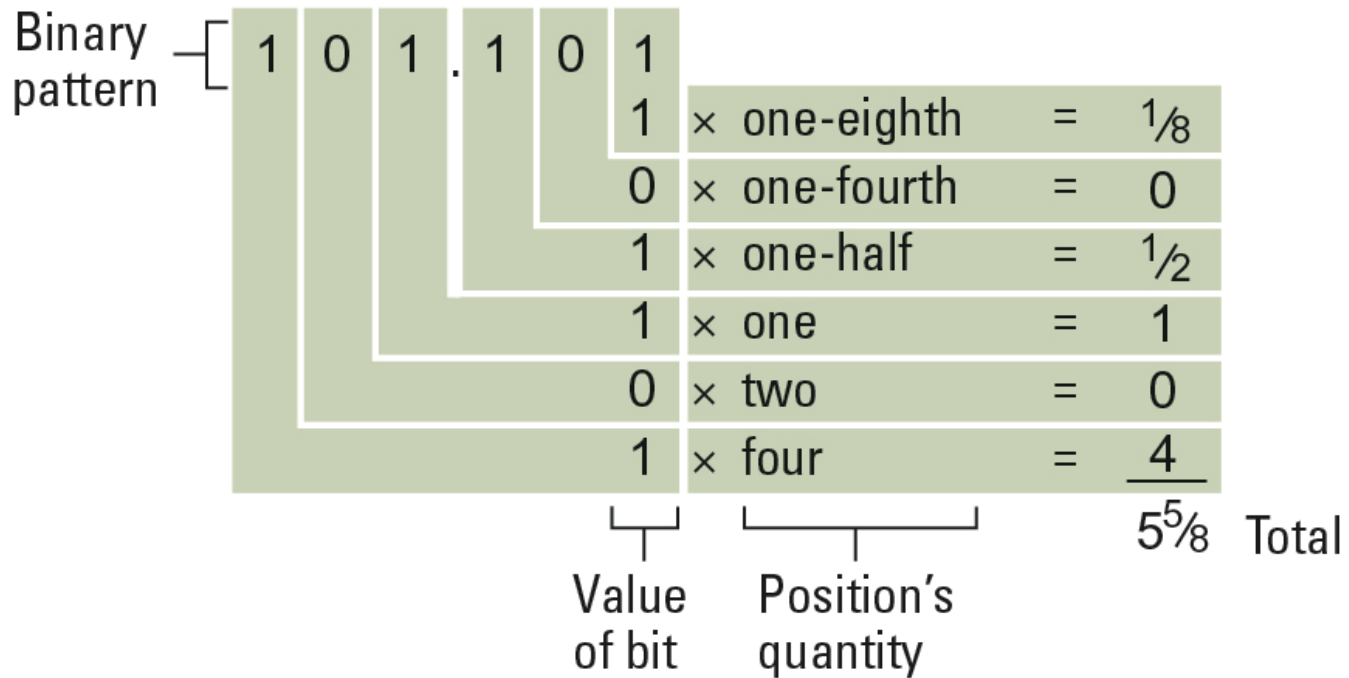 Binary
pattern
1 0 1 . 1 0 1
1 × one-eighth = 1/8
0 × one-fourth = 0
1 × one-half = 1/2
1 × one = 1
0 × two = 0
1 × four = 4
5 5/8 Total
Value
of bit
Position's
quantity